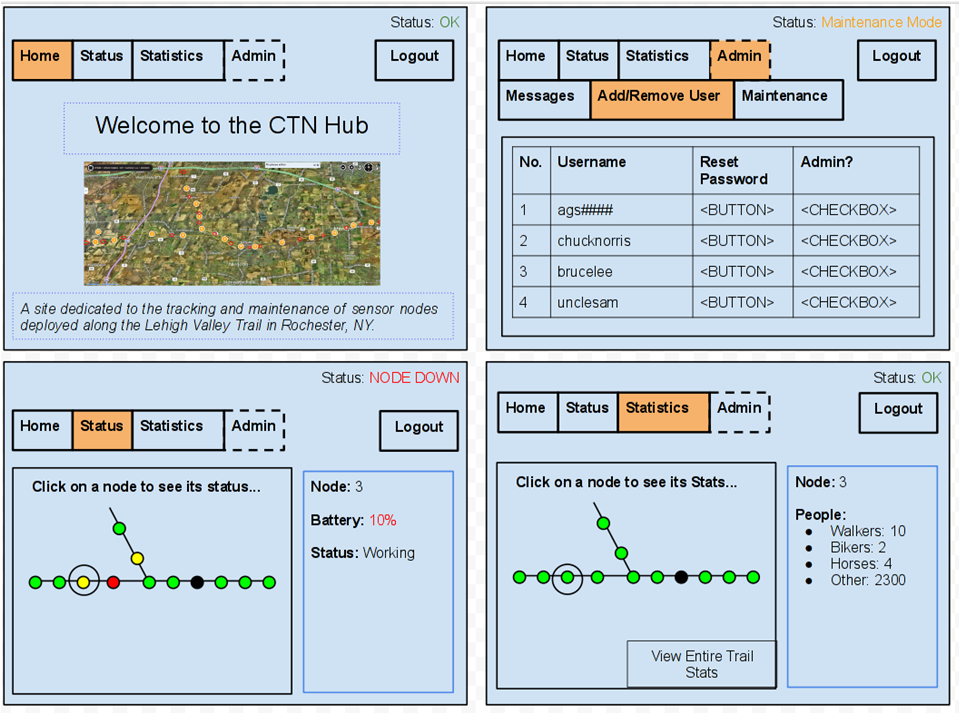 Status: OK
Home Status Statistics Admin Logout
Welcome to the CTN Hub
A site dedicated to the tracking and maintenance of sensor nodes
deployed along the Lehigh Valley Trail in Rochester, NY.
Status: Maintenance Mode
Home Status Statistics Admin Logout
Messages Add/Remove User Maintenance
No. Username Reset Password Admin?
1 ags#### <BUTTON> <CHECKBOX>
2 chucknorris <BUTTON> <CHECKBOX>
3 brucelee <BUTTON> <CHECKBOX>
4 unclesam <BUTTON> <CHECKBOX>
Status: NODE DOWN
Home Status Statistics Admin Logout
Click on a node to see its status...
Node: 3
Battery: 10%
Status: Working
Status: OK
Home Status Statistics Admin Logout
Click on a node to see its Stats...
View Entire Trail
Stats
Node: 3
People:
● Walkers: 10
● Bikers: 2
● Horses: 4
● Other: 2300